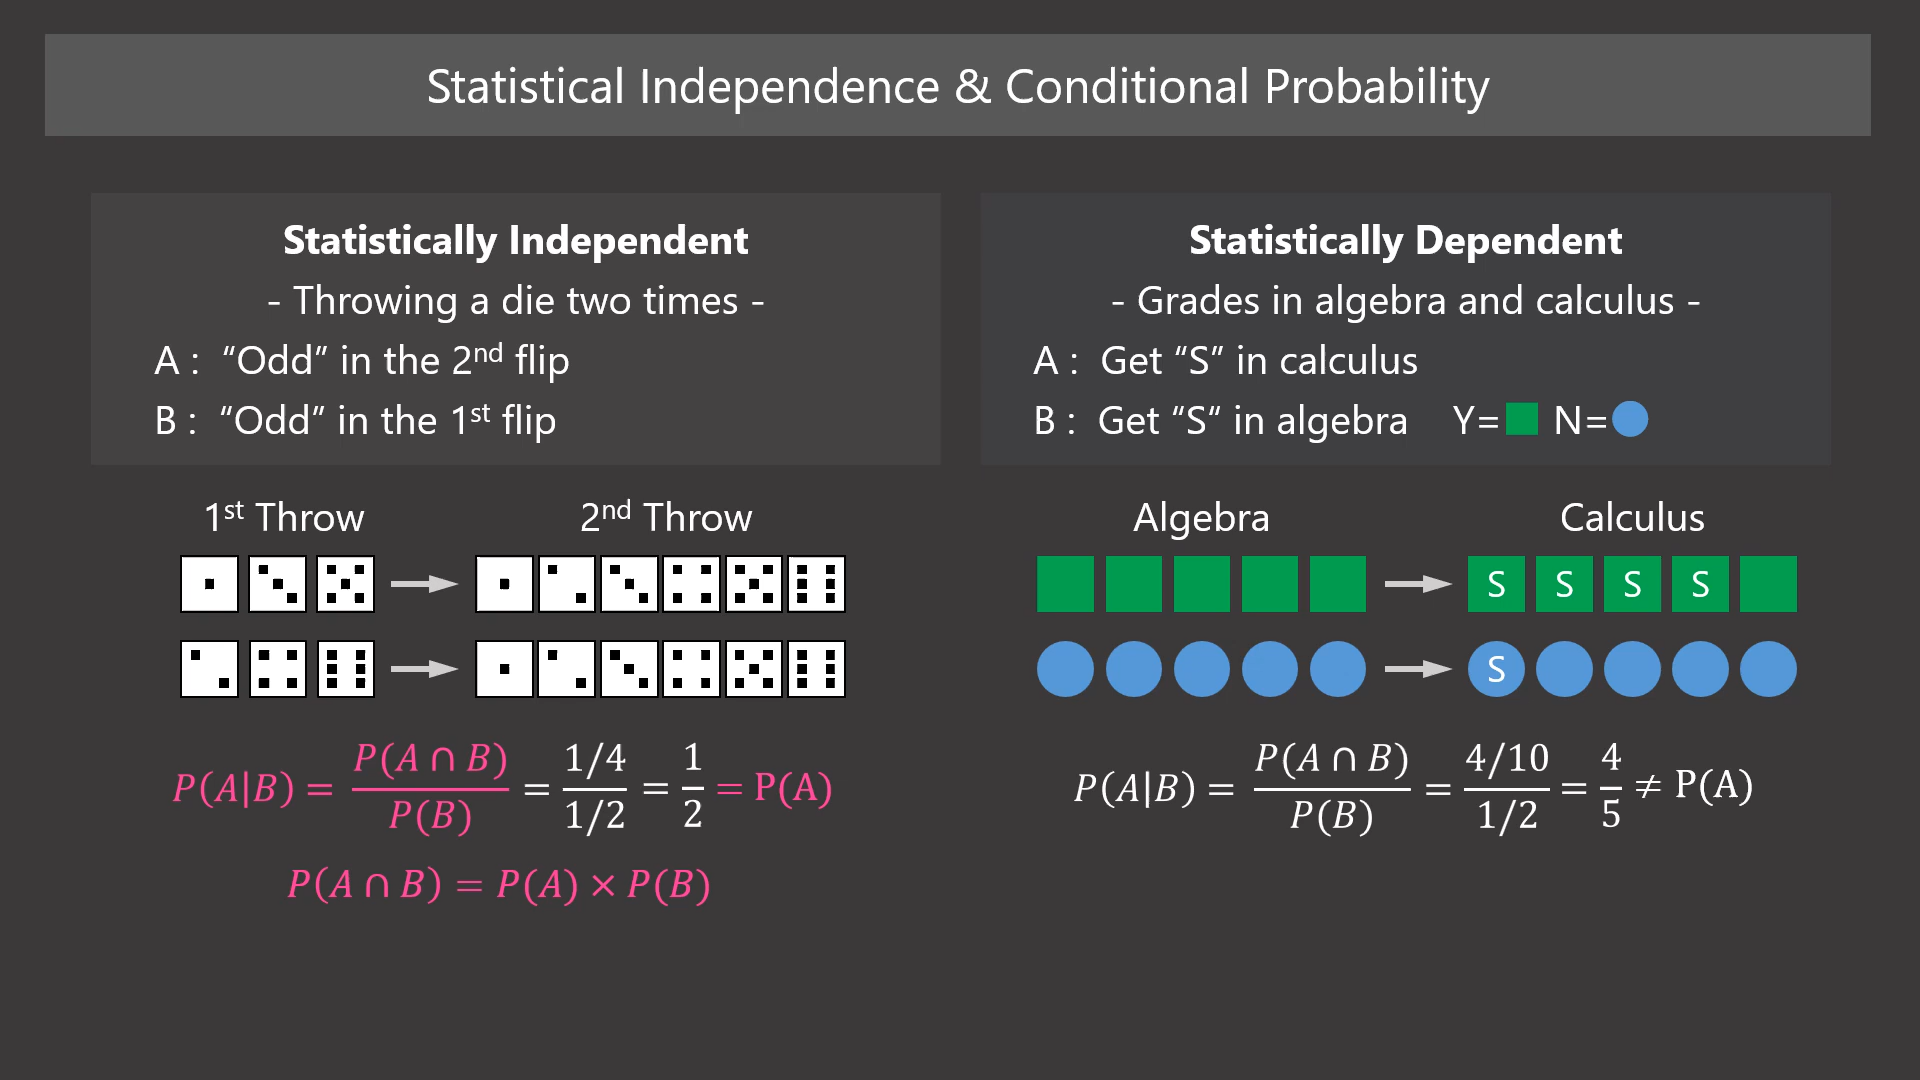 Statistical Independence & Conditional Probability
Statistically Independent
- Throwing a die two times -
A : “Odd” in the 2nd flip
B : “Odd” in the 1st flip
1st Throw
2nd Throw
P(A|B) = P(A ∩ B) / P(B) = 1/4 / 1/2 = 1/2 = P(A)
P(A ∩ B) = P(A) × P(B)
Statistically Dependent
- Grades in algebra and calculus -
A : Get “S” in calculus
B : Get “S“ in algebra Y= N=
Algebra
Calculus
S S S S
S
P(A|B) = P(A ∩ B) / P(B) = 4/10 / 1/2 = 4/5 ≠ P(A)